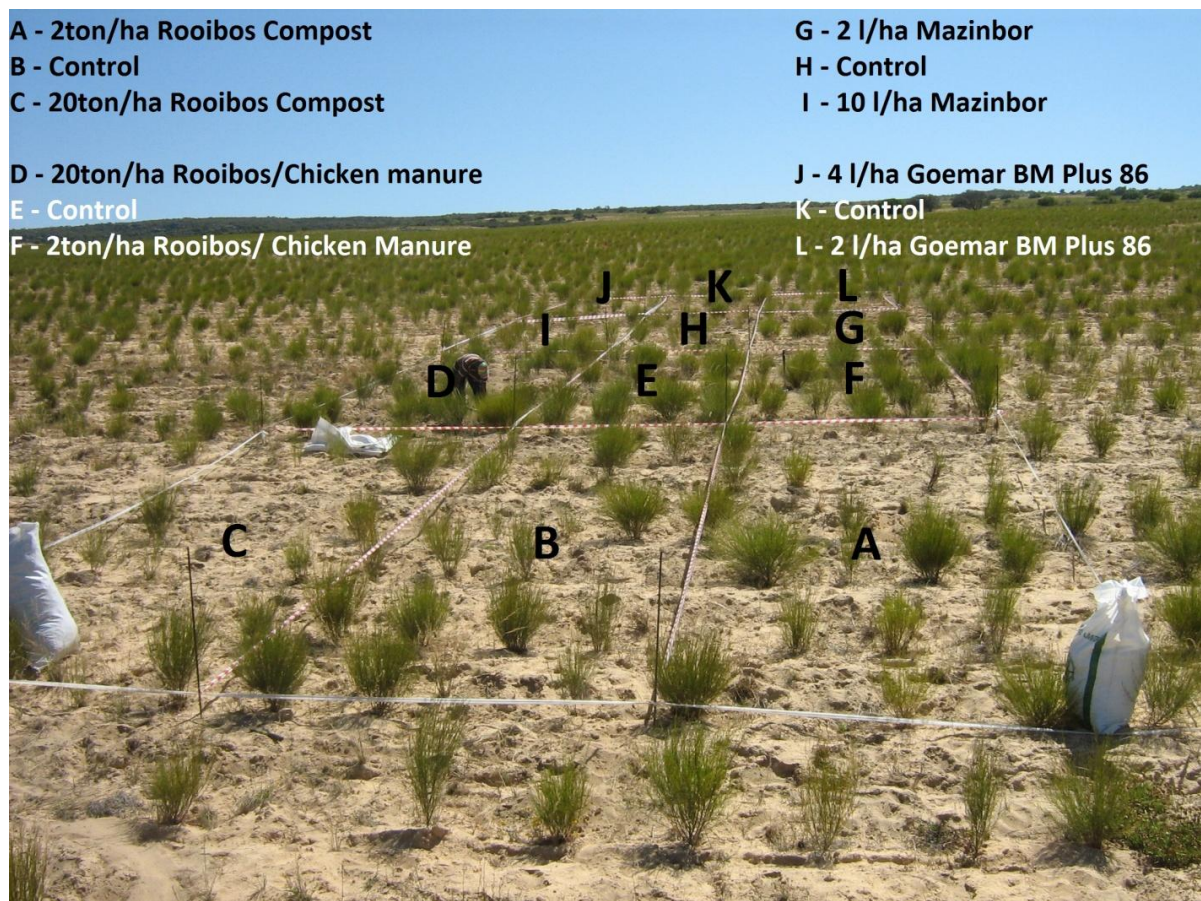 A - 2ton/ha Rooibos Compost
B - Control
C - 20ton/ha Rooibos Compost
D - 20ton/ha Rooibos/Chicken manure
E - Control
F - 2ton/ha Rooibos/ Chicken Manure
G - 2 l/ha Mazinbor
H - Control
I - 10 l/ha Mazinbor
J - 4 l/ha Goemar BM Plus 86
K - Control
L - 2 l/ha Goemar BM Plus 86
J K L
I H G
D E F
C B A